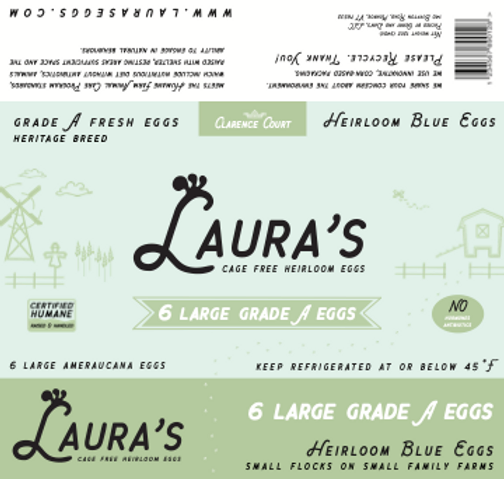 WE SHARE YOUR CONCERN ABOUT THE ENVIRONMENT.
WE USE INNOVATIVE, CORN-BASED PACKAGING.
PLEASE RECYCLE. THANK YOU!
MEETS THE HUMANE FARM ANIMAL CARE PROGRAM STANDARDS,
WHICH INCLUDE NUTRITIOUS DIET WITHOUT ANTIBIOTICS, ANIMALS
RAISED WITH SHELTER, RESTING AREAS SUFFICIENT SPACE AND THE
ABILITY TO ENGAGE IN NATURAL BEHAVIORS.
WWW.LAURASEGGS.COM
GRADE A FRESH EGGS
HERITAGE BREED
CLARENCE COURT
HEIRLOOM BLUE EGGS
LAURA'S
CAGE FREE HEIRLOOM EGGS
CERTIFIED
HUMANE
RAISED & HANDLED
6 LARGE GRADE A EGGS
NO
HORMONES
ANTIBIOTICS
6 LARGE AMERAUCANA EGGS
KEEP REFRIGERATED AT OR BELOW 45°F
LAURA'S
CAGE FREE HEIRLOOM EGGS
6 LARGE GRADE A EGGS
HEIRLOOM BLUE EGGS
SMALL FLOCKS ON SMALL FAMILY FARMS